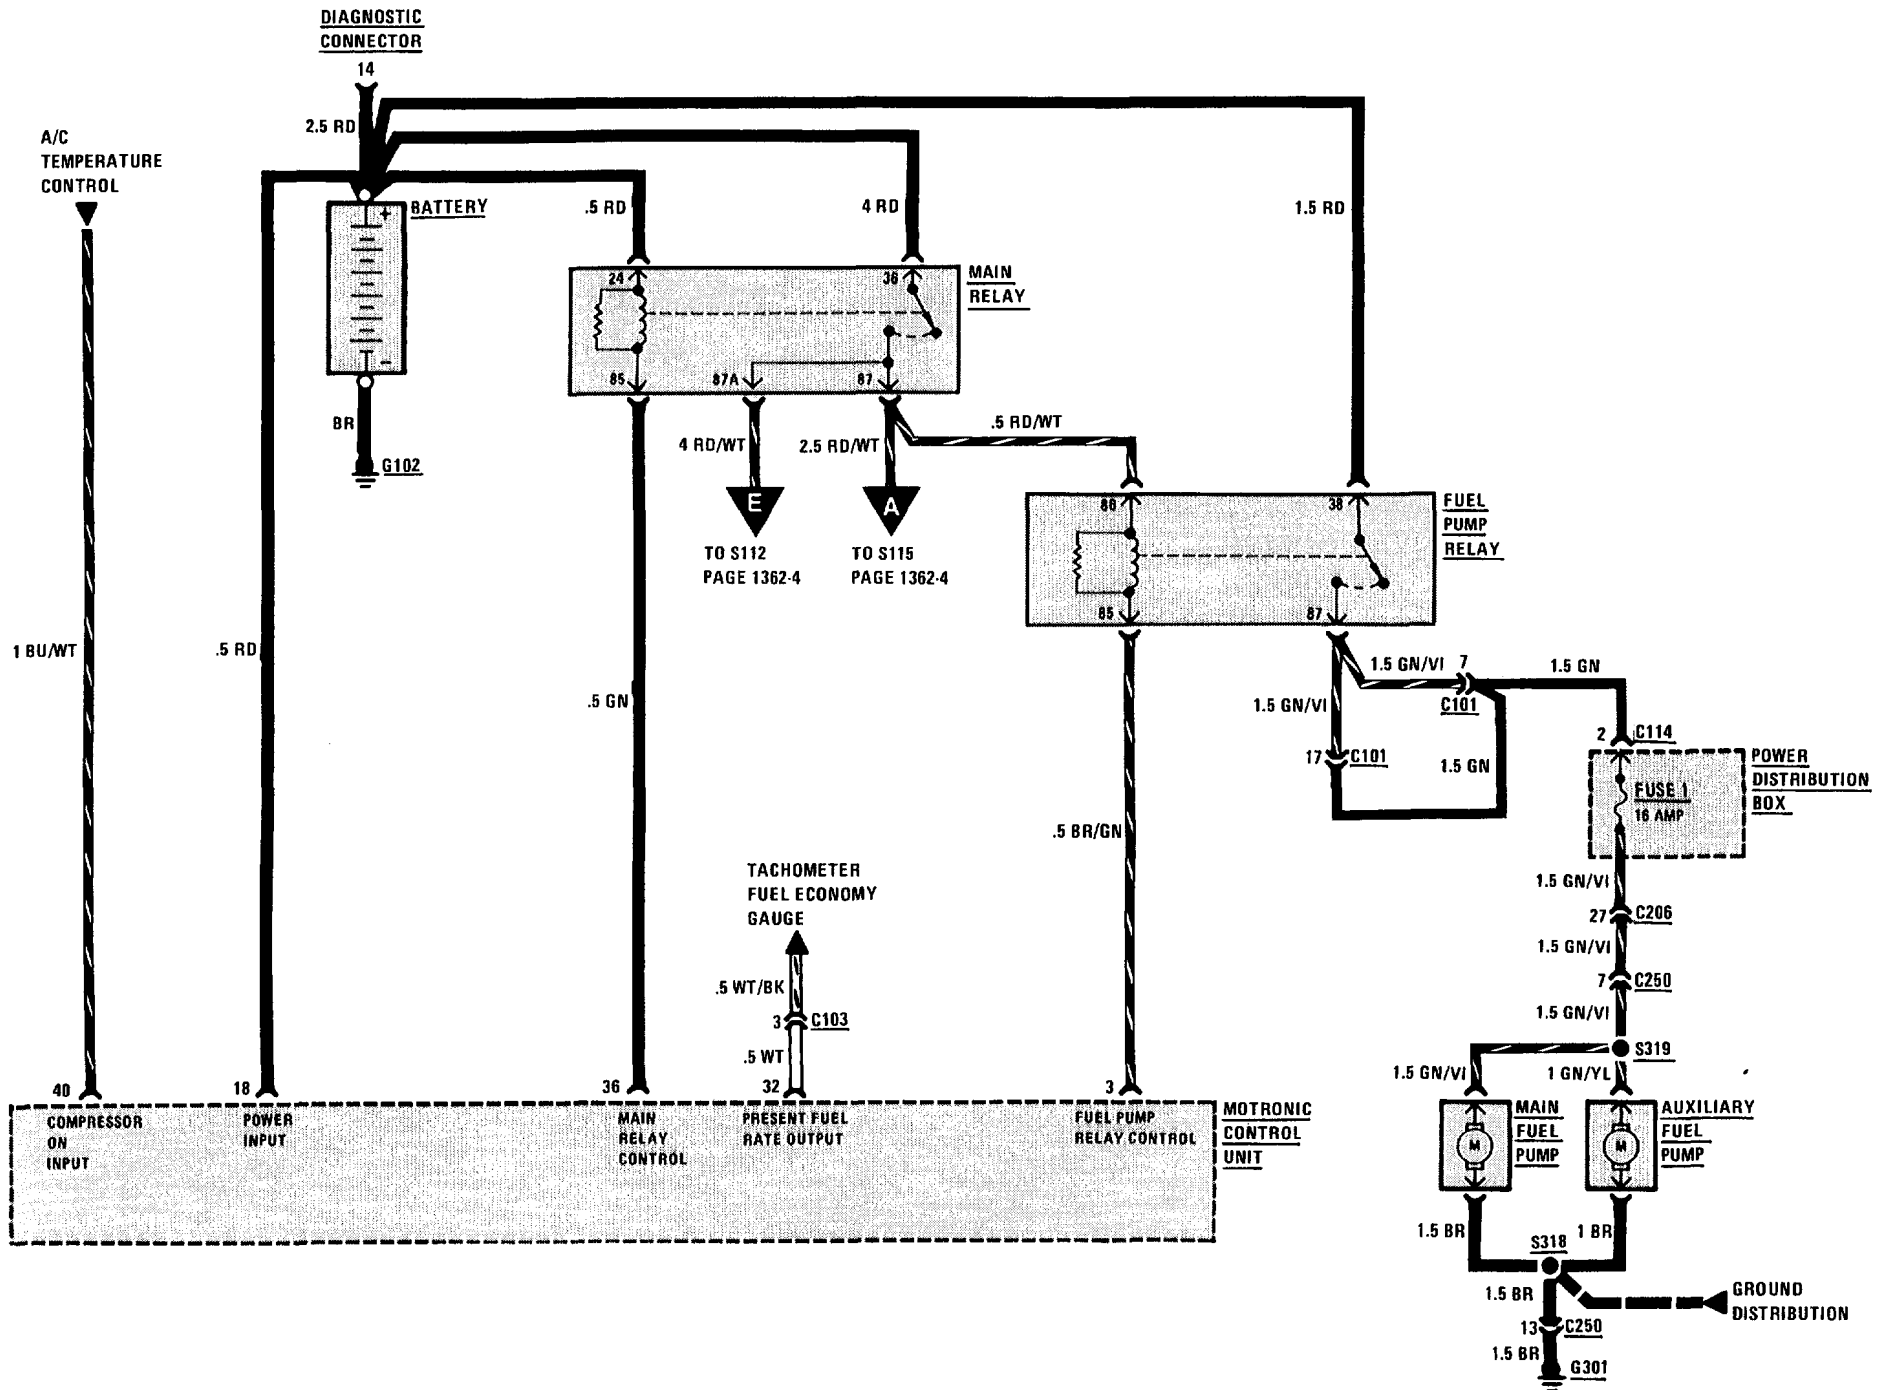 DIAGNOSTIC
CONNECTOR
14
2.5 RD
A/C
TEMPERATURE
CONTROL
BATTERY
+
-
.5 RD
4 RD
1.5 RD
24
36
MAIN
RELAY
85
87A
87
BR
G102
4 RD/WT
2.5 RD/WT
.5 RD/WT
E
A
TO S112
PAGE 1362-4
TO S115
PAGE 1362-4
86
38
FUEL
PUMP
RELAY
85
87
1 BU/WT
.5 RD
.5 GN
1.5 GN/VI
7
1.5 GN
C101
1.5 GN/VI
17
C101
1.5 GN
2
C114
POWER
DISTRIBUTION
BOX
FUSE 1
16 AMP
.5 BR/GN
TACHOMETER
FUEL ECONOMY
GAUGE
1.5 GN/VI
27
C206
1.5 GN/VI
7
C250
1.5 GN/VI
.5 WT/BK
3
C103
.5 WT
S319
1.5 GN/VI
1 GN/YL
40
18
36
32
3
COMPRESSOR
ON
INPUT
POWER
INPUT
MAIN
RELAY
CONTROL
PRESENT FUEL
RATE OUTPUT
FUEL PUMP
RELAY CONTROL
MOTRONIC
CONTROL
UNIT
M
MAIN
FUEL
PUMP
M
AUXILIARY
FUEL
PUMP
1.5 BR
S318
1 BR
1.5 BR
GROUND
DISTRIBUTION
13
C250
1.5 BR
G301